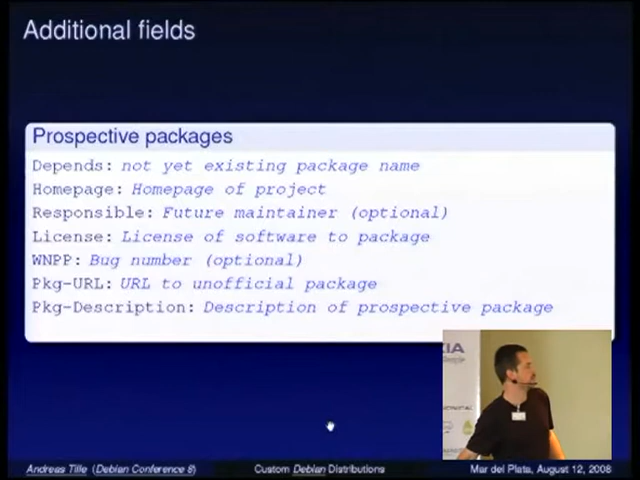 Additional fields
Prospective packages
Depends: not yet existing package name
Homepage: Homepage of project
Responsible: Future maintainer (optional)
License: License of software to package
WNPP: Bug number (optional)
Pkg-URL: URL to unofficial package
Pkg-Description: Description of prospective package
Andreas Tille (Debian Conference 8)
Custom Debian Distributions
Mar del Plata, August 12, 2008